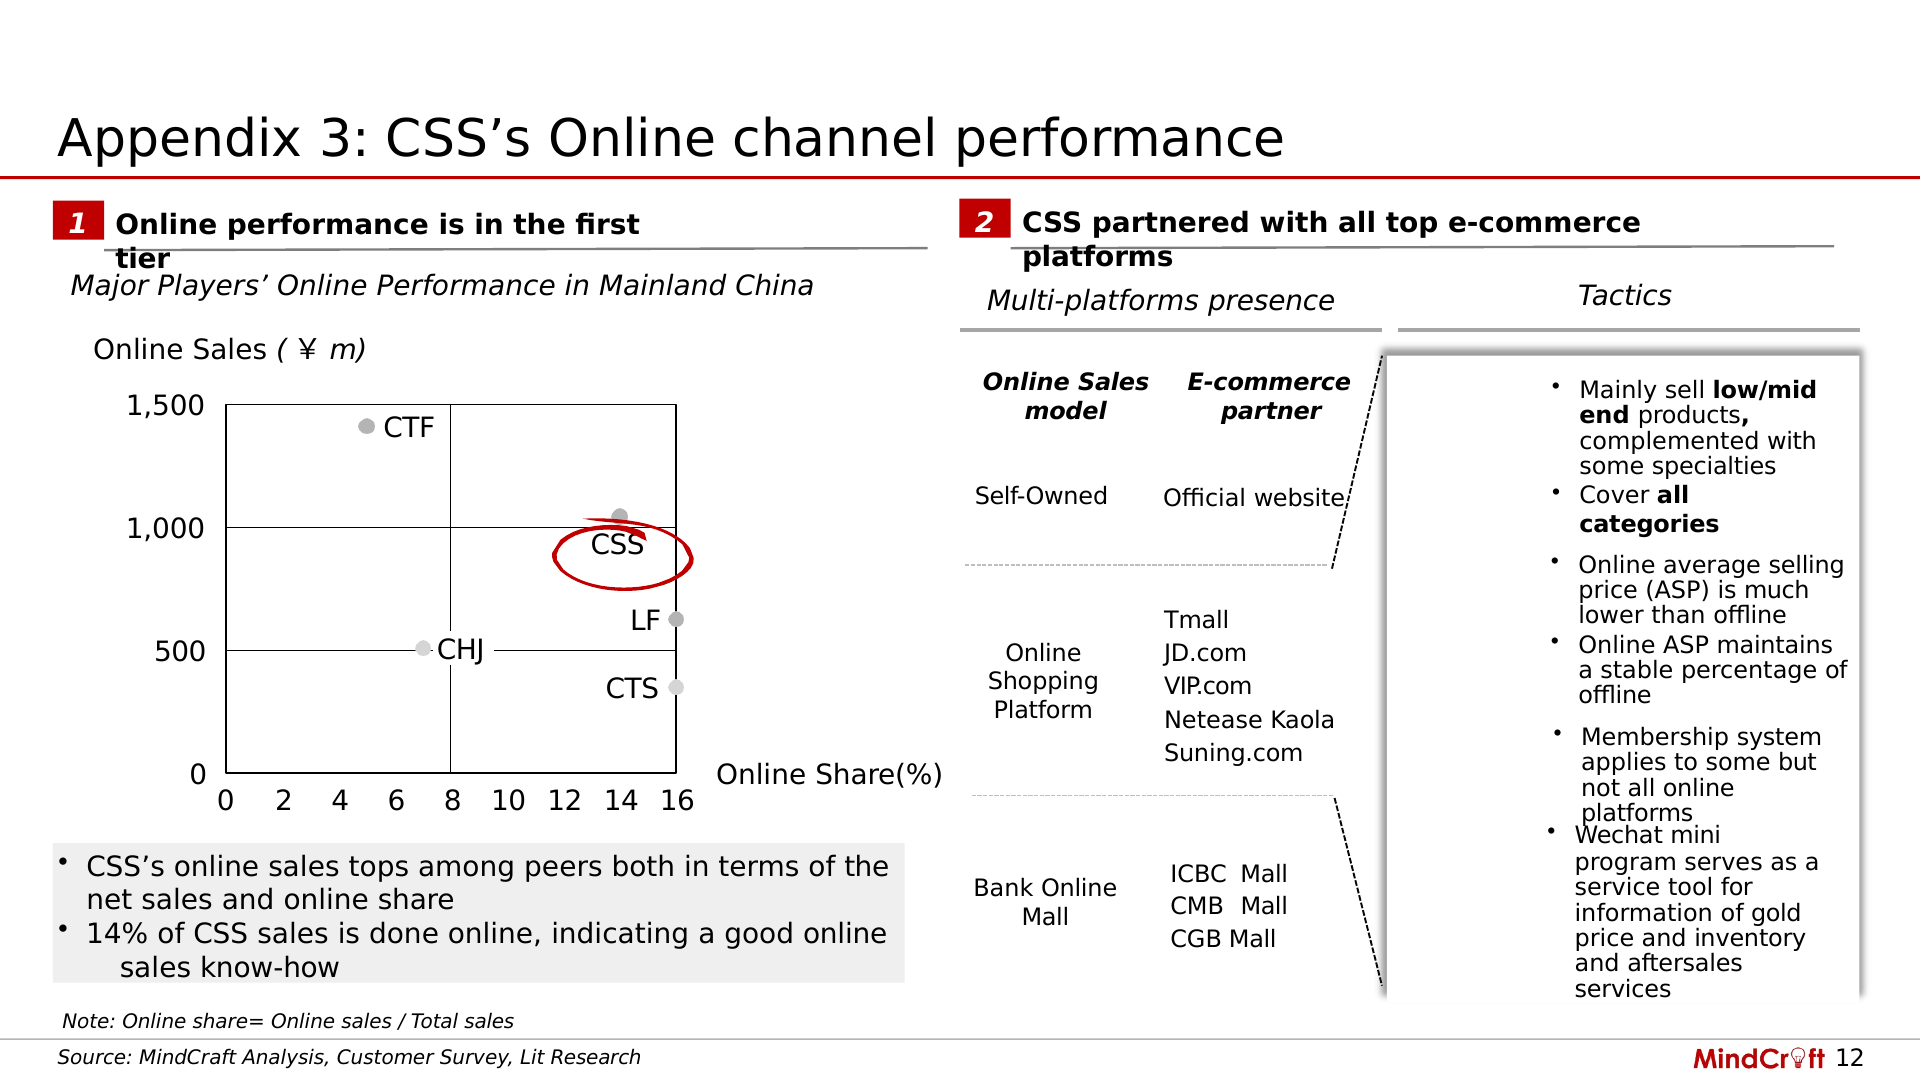 Appendix 3: CSS’s Online channel performance
1
Online performance is in the first
tier
Major Players’ Online Performance in Mainland China
Online Sales ( ¥ m)
1,500
1,000
500
0
CTF
CSS
LF
CHJ
CTS
0 2 4 6 8 10 12 14 16
Online Share(%)
• CSS’s online sales tops among peers both in terms of the
net sales and online share
• 14% of CSS sales is done online, indicating a good online
sales know-how
2
CSS partnered with all top e-commerce
platforms
Multi-platforms presence
Online Sales
model
E-commerce
partner
Self-Owned
Official website
Online
Shopping
Platform
Tmall
JD.com
VIP.com
Netease Kaola
Suning.com
Bank Online
Mall
ICBC Mall
CMB Mall
CGB Mall
Tactics
• Mainly sell low/mid
end products,
complemented with
some specialties
• Cover all
categories
• Online average selling
price (ASP) is much
lower than offline
• Online ASP maintains
a stable percentage of
offline
• Membership system
applies to some but
not all online
platforms
• Wechat mini
program serves as a
service tool for
information of gold
price and inventory
and aftersales
services
Note: Online share= Online sales / Total sales
Source: MindCraft Analysis, Customer Survey, Lit Research
MindCraft 12